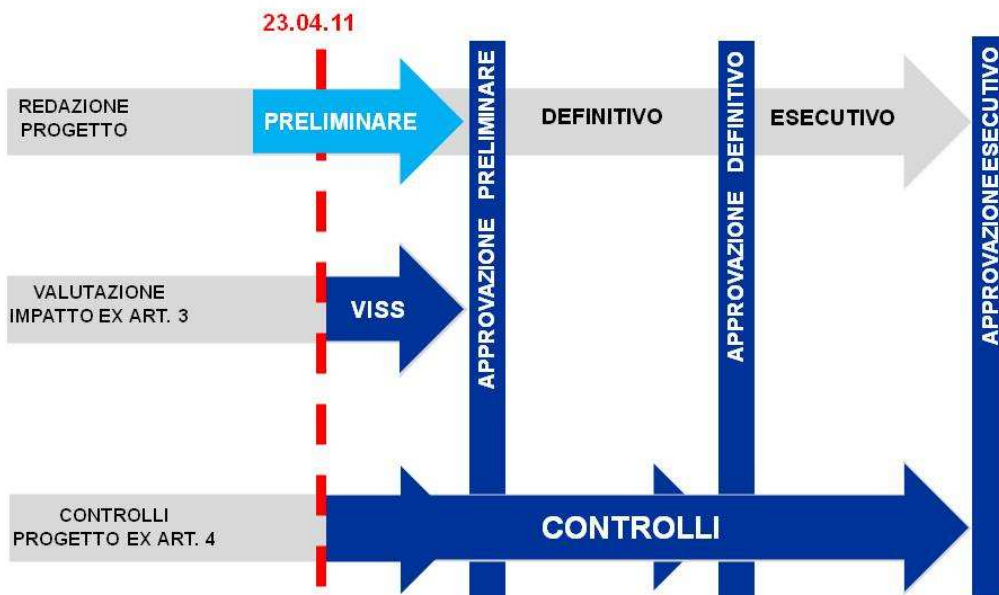 23.04.11
REDAZIONE
PROGETTO
PRELIMINARE
DEFINITIVO
ESECUTIVO
APPROVAZIONE PRELIMINARE
APPROVAZIONE DEFINITIVO
APPROVAZIONE ESECUTIVO
VALUTAZIONE
IMPATTO EX ART. 3
VISS
CONTROLLI
PROGETTO EX ART. 4
CONTROLLI